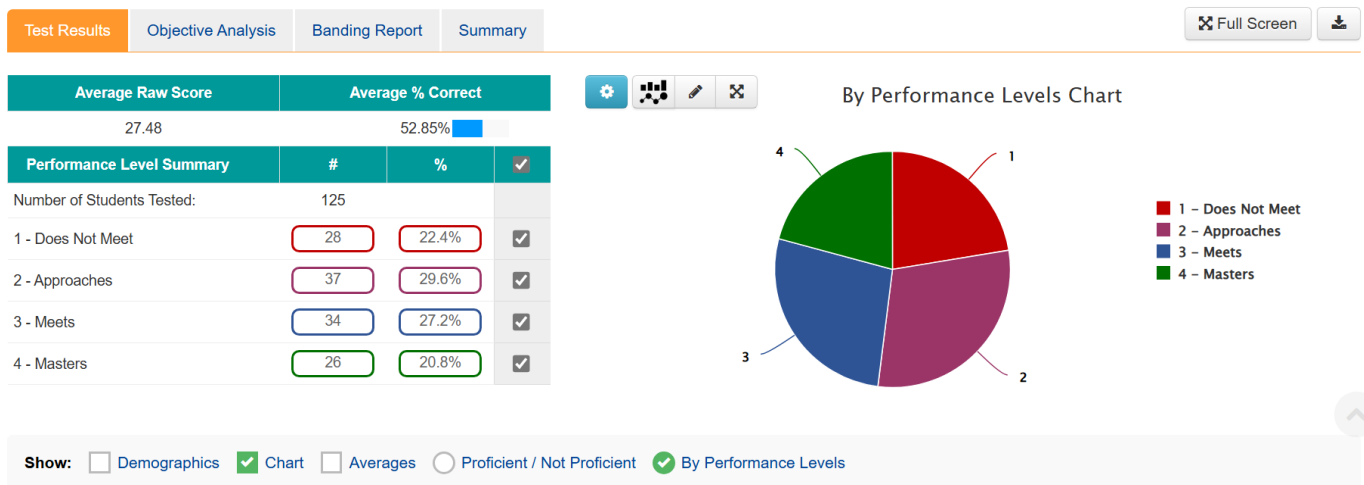 Test Results Objective Analysis Banding Report Summary Full Screen
Average Raw Score Average % Correct
27.48 52.85%
Performance Level Summary # %
Number of Students Tested: 125
1 - Does Not Meet 28 22.4%
2 - Approaches 37 29.6%
3 - Meets 34 27.2%
4 - Masters 26 20.8%
By Performance Levels Chart
4
1
3
2
1 – Does Not Meet
2 – Approaches
3 – Meets
4 – Masters
Show: Demographics Chart Averages Proficient / Not Proficient By Performance Levels